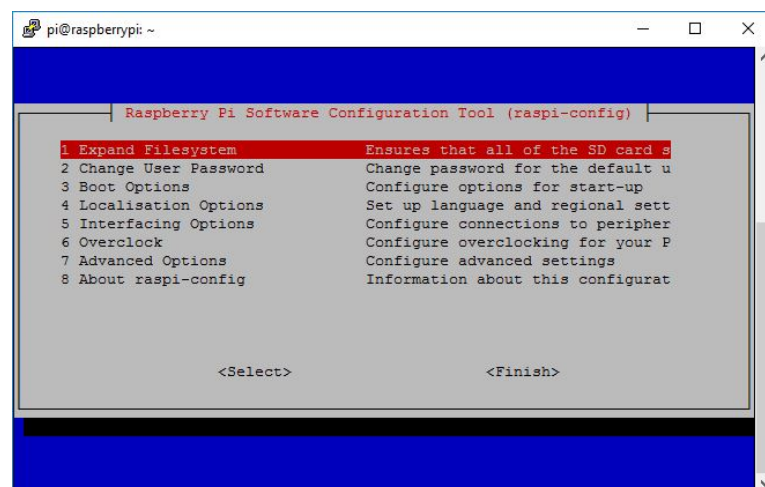 pi@raspberrypi: ~
Raspberry Pi Software Configuration Tool (raspi-config)
1 Expand Filesystem Ensures that all of the SD card s
2 Change User Password Change password for the default u
3 Boot Options Configure options for start-up
4 Localisation Options Set up language and regional sett
5 Interfacing Options Configure connections to peripher
6 Overclock Configure overclocking for your P
7 Advanced Options Configure advanced settings
8 About raspi-config Information about this configurat
<Select> <Finish>